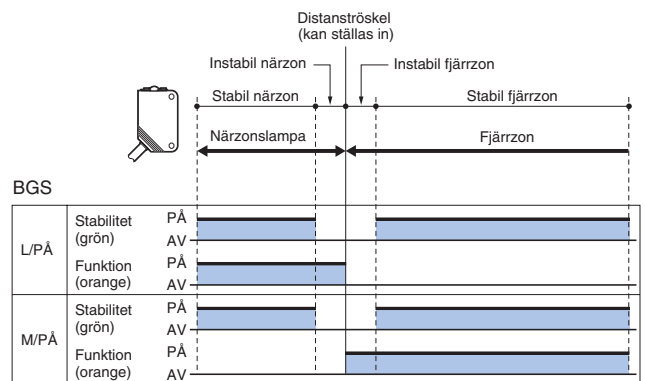 Distanströskel
(kan ställas in)
Instabil närzon
Instabil fjärrzon
Stabil närzon
Stabil fjärrzon
Närzonslampa
Fjärrzon
BGS
L/PÅ
Stabilitet
(grön)
PÅ
AV
Funktion
(orange)
PÅ
AV
M/PÅ
Stabilitet
(grön)
PÅ
AV
Funktion
(orange)
PÅ
AV